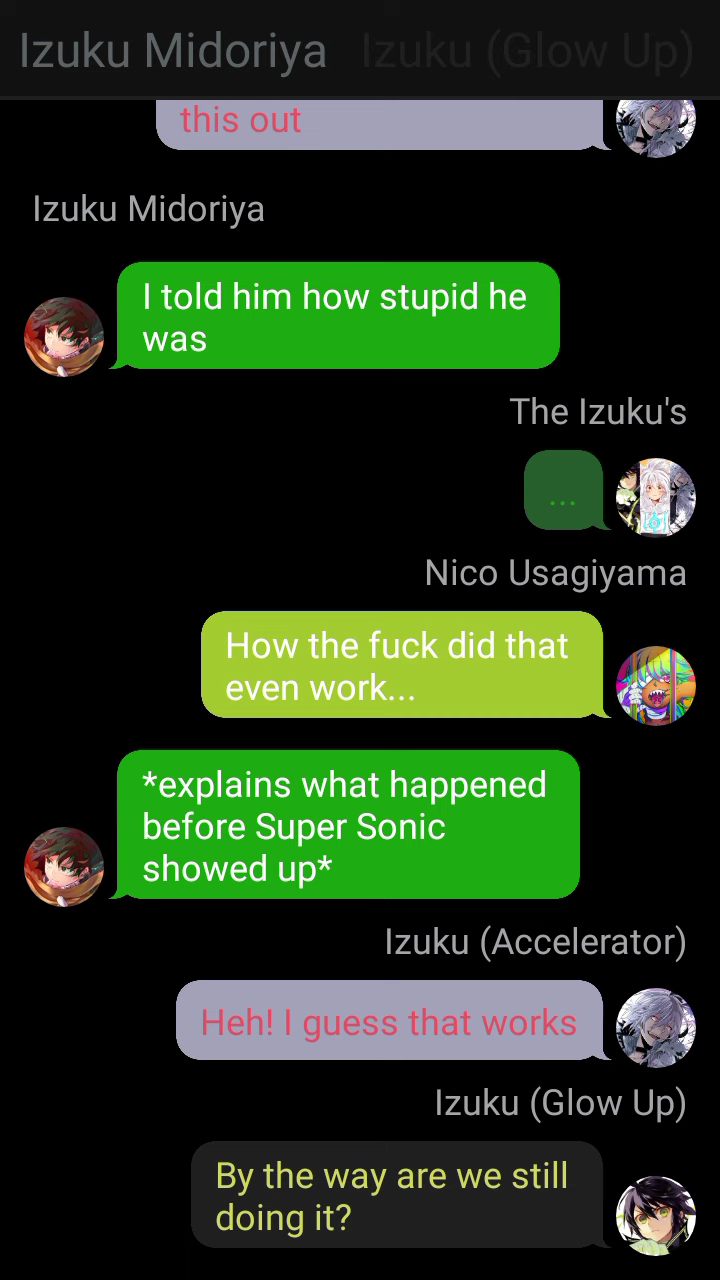 Izuku Midoriya Izuku (Glow Up)
this out
Izuku Midoriya
I told him how stupid he
was
The Izuku's
...
Nico Usagiyama
How the fuck did that
even work...
*explains what happened
before Super Sonic
showed up*
Izuku (Accelerator)
Heh! I guess that works
Izuku (Glow Up)
By the way are we still
doing it?